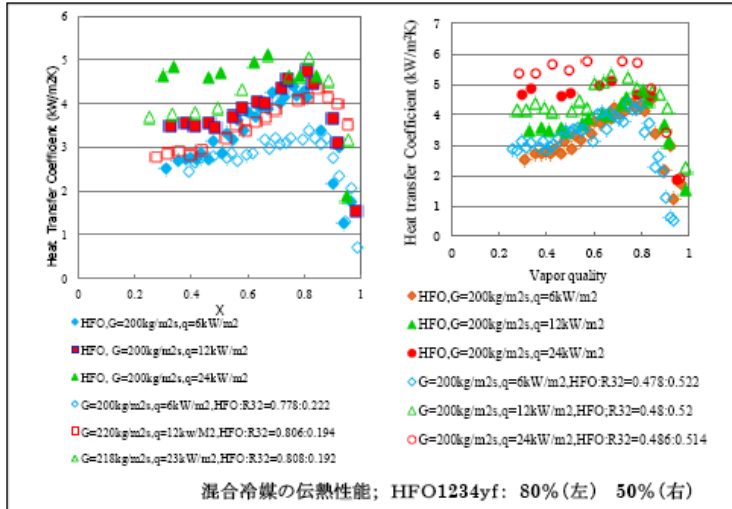 Heat Transfer Coefficient (kW/m2K)
6
5
4
3
2
1
0
0
0.2
0.4
0.6
0.8
1
X
HFO,G=200kg/m2s,q=6kW/m2
HFO, G=200kg/m2s,q=12kW/m2
HFO, G=200kg/m2s,q=24kW/m2
G=200kg/m2s,q=6kW/m2,HFO:R32=0.778:0.222
G=220kg/m2s,q=12kw/M2,HFO:R32=0.806:0.194
G=218kg/m2s,q=23kW/m2,HFO:R32=0.808:0.192
Heat transfer Coefficient (kW/m²K)
7
6
5
4
3
2
1
0
0
0.2
0.4
0.6
0.8
1
Vapor quality
HFO,G=200kg/m2s,q=6kW/m2
HFO,G=200kg/m2s,q=12kW/m2
HFO,G=200kg/m2s,q=24kW/m2
G=200kg/m2s,q=6kW/m2,HFO:R32=0.478:0.522
G=200kg/m2s,q=12kW/m2,HFO;R32=0.48:0.52
G=200kg/m2s,q=24kW/m2,HFO:R32=0.486:0.514
混合冷媒の伝熱性能; HFO1234yf: 80%(左) 50%(右)